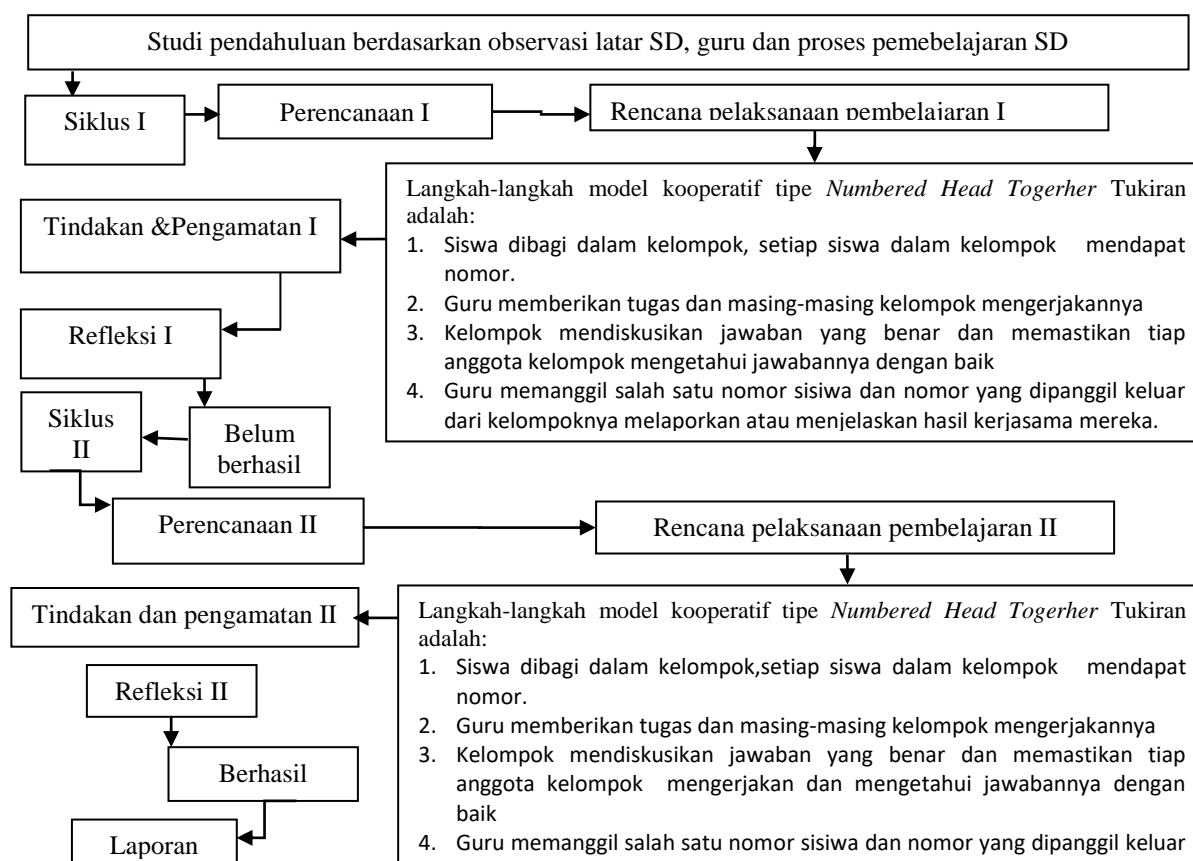 Studi pendahuluan berdasarkan observasi latar SD, guru dan proses pemebelajaran SD
Siklus I
Perencanaan I
Rencana pelaksanaan pembelajaran I
Langkah-langkah model kooperatif tipe Numbered Head Togerher Tukiran
adalah:
1. Siswa dibagi dalam kelompok, setiap siswa dalam kelompok mendapat
nomor.
2. Guru memberikan tugas dan masing-masing kelompok mengerjakannya
3. Kelompok mendiskusikan jawaban yang benar dan memastikan tiap
anggota kelompok mengetahui jawabannya dengan baik
4. Guru memanggil salah satu nomor sisiwa dan nomor yang dipanggil keluar
dari kelompoknya melaporkan atau menjelaskan hasil kerjasama mereka.
Tindakan &Pengamatan I
Refleksi I
Belum
berhasil
Siklus
II
Perencanaan II
Rencana pelaksanaan pembelajaran II
Langkah-langkah model kooperatif tipe Numbered Head Togerher Tukiran
adalah:
1. Siswa dibagi dalam kelompok,setiap siswa dalam kelompok mendapat
nomor.
2. Guru memberikan tugas dan masing-masing kelompok mengerjakannya
3. Kelompok mendiskusikan jawaban yang benar dan memastikan tiap
anggota kelompok mengerjakan dan mengetahui jawabannya dengan
baik
4. Guru memanggil salah satu nomor sisiwa dan nomor yang dipanggil keluar
Tindakan dan pengamatan II
Refleksi II
Berhasil
Laporan